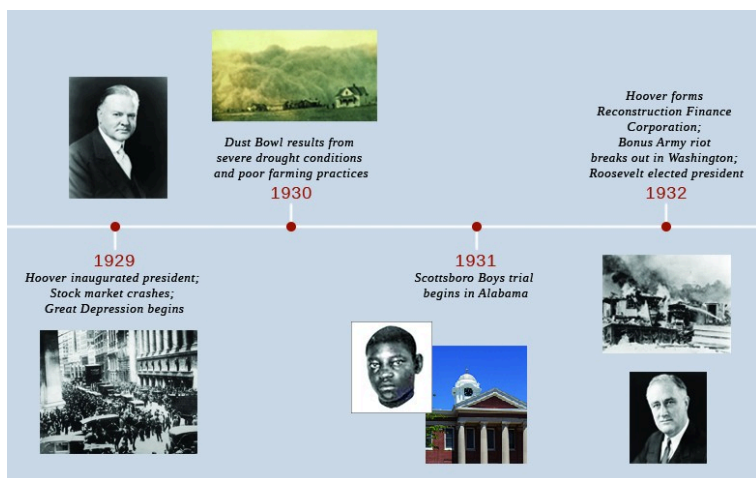 Dust Bowl results from
severe drought conditions
and poor farming practices
1930
Hoover forms
Reconstruction Finance
Corporation;
Bonus Army riot
breaks out in Washington;
Roosevelt elected president
1932
1929
Hoover inaugurated president;
Stock market crashes;
Great Depression begins
1931
Scottsboro Boys trial
begins in Alabama